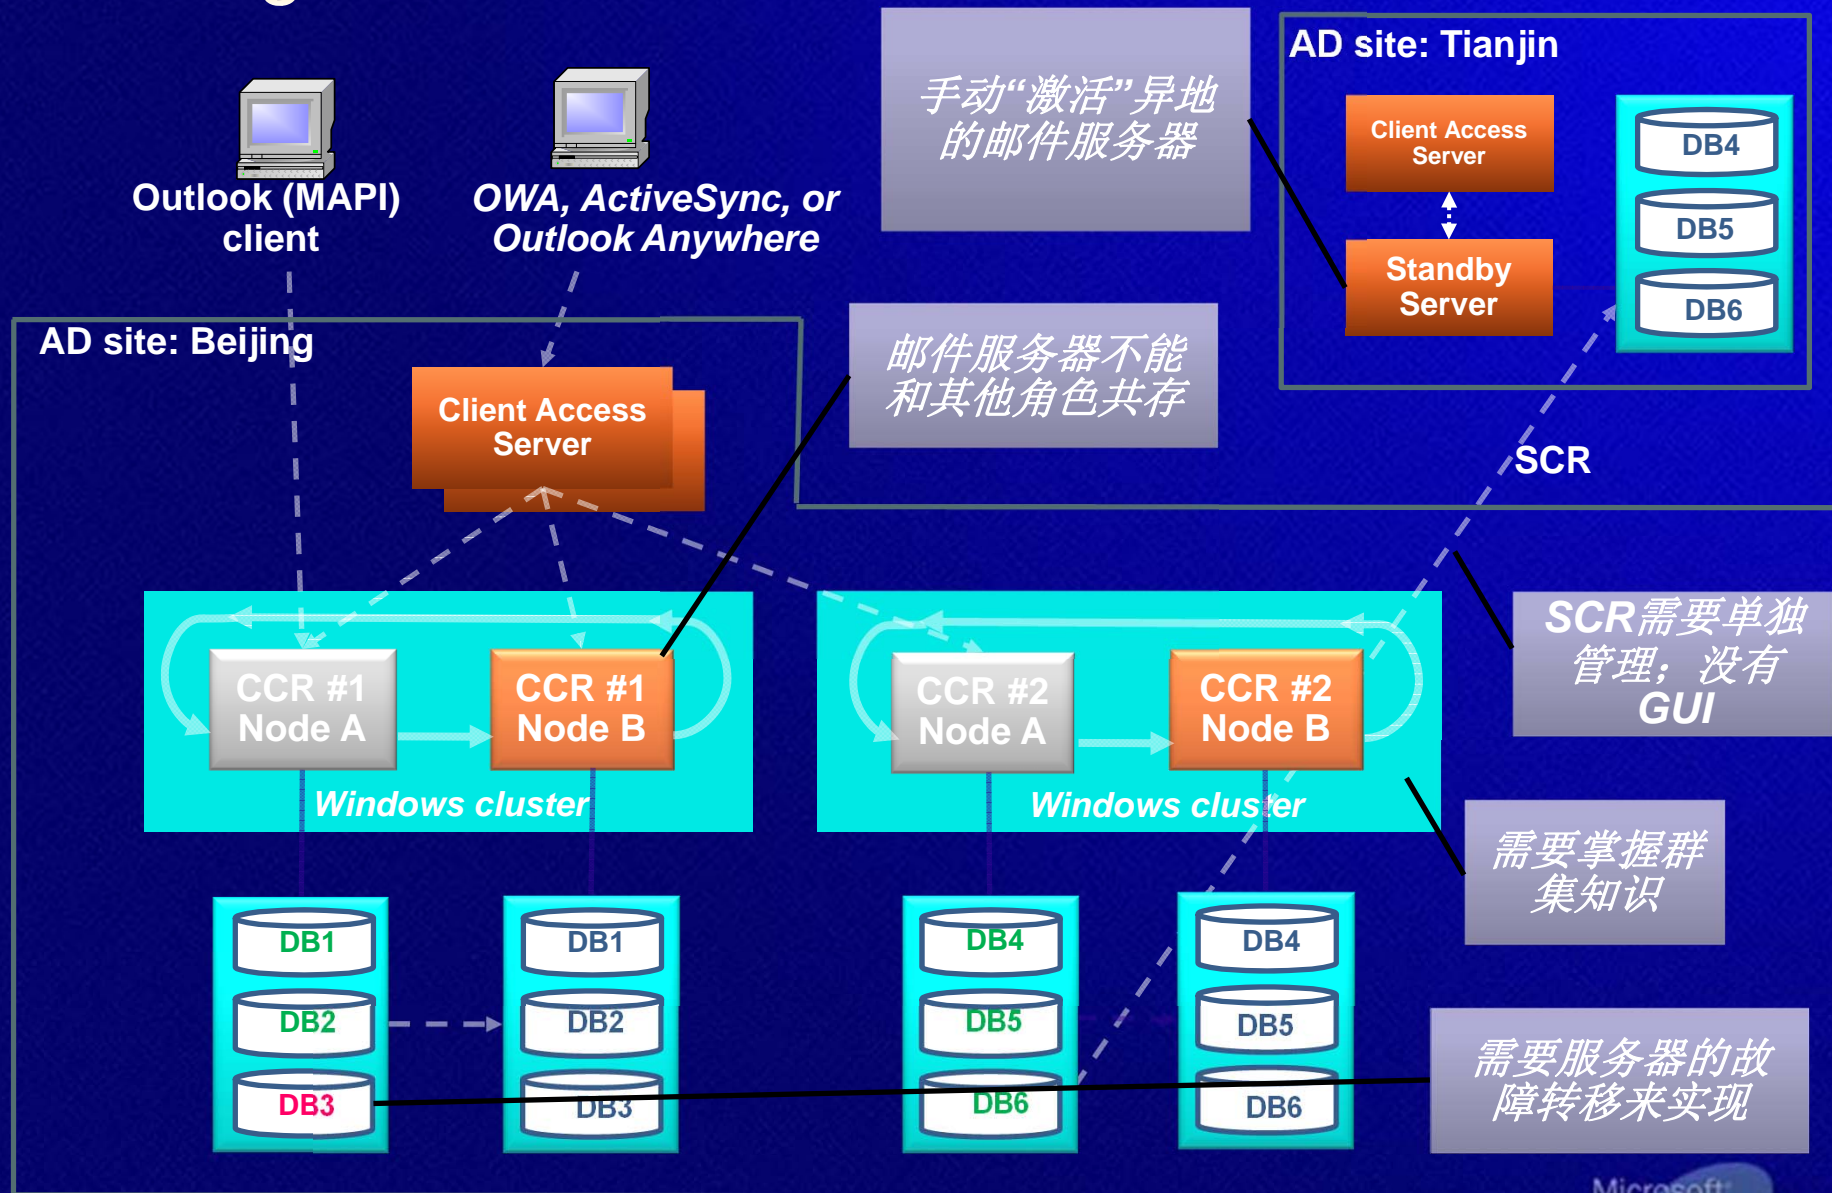 手动“激活”异地
的邮件服务器
AD site: Tianjin
Client Access
Server
Standby
Server
DB4
DB5
DB6
Outlook (MAPI)
client
OWA, ActiveSync, or
Outlook Anywhere
AD site: Beijing
Client Access
Server
邮件服务器不能
和其他角色共存
SCR
SCR需要单独
管理；没有
GUI
CCR #1
Node A
CCR #1
Node B
Windows cluster
CCR #2
Node A
CCR #2
Node B
Windows cluster
需要掌握群
集知识
DB1
DB2
DB3
DB1
DB2
DB3
DB4
DB5
DB6
DB4
DB5
DB6
需要服务器的故
障转移来实现
Microsoft